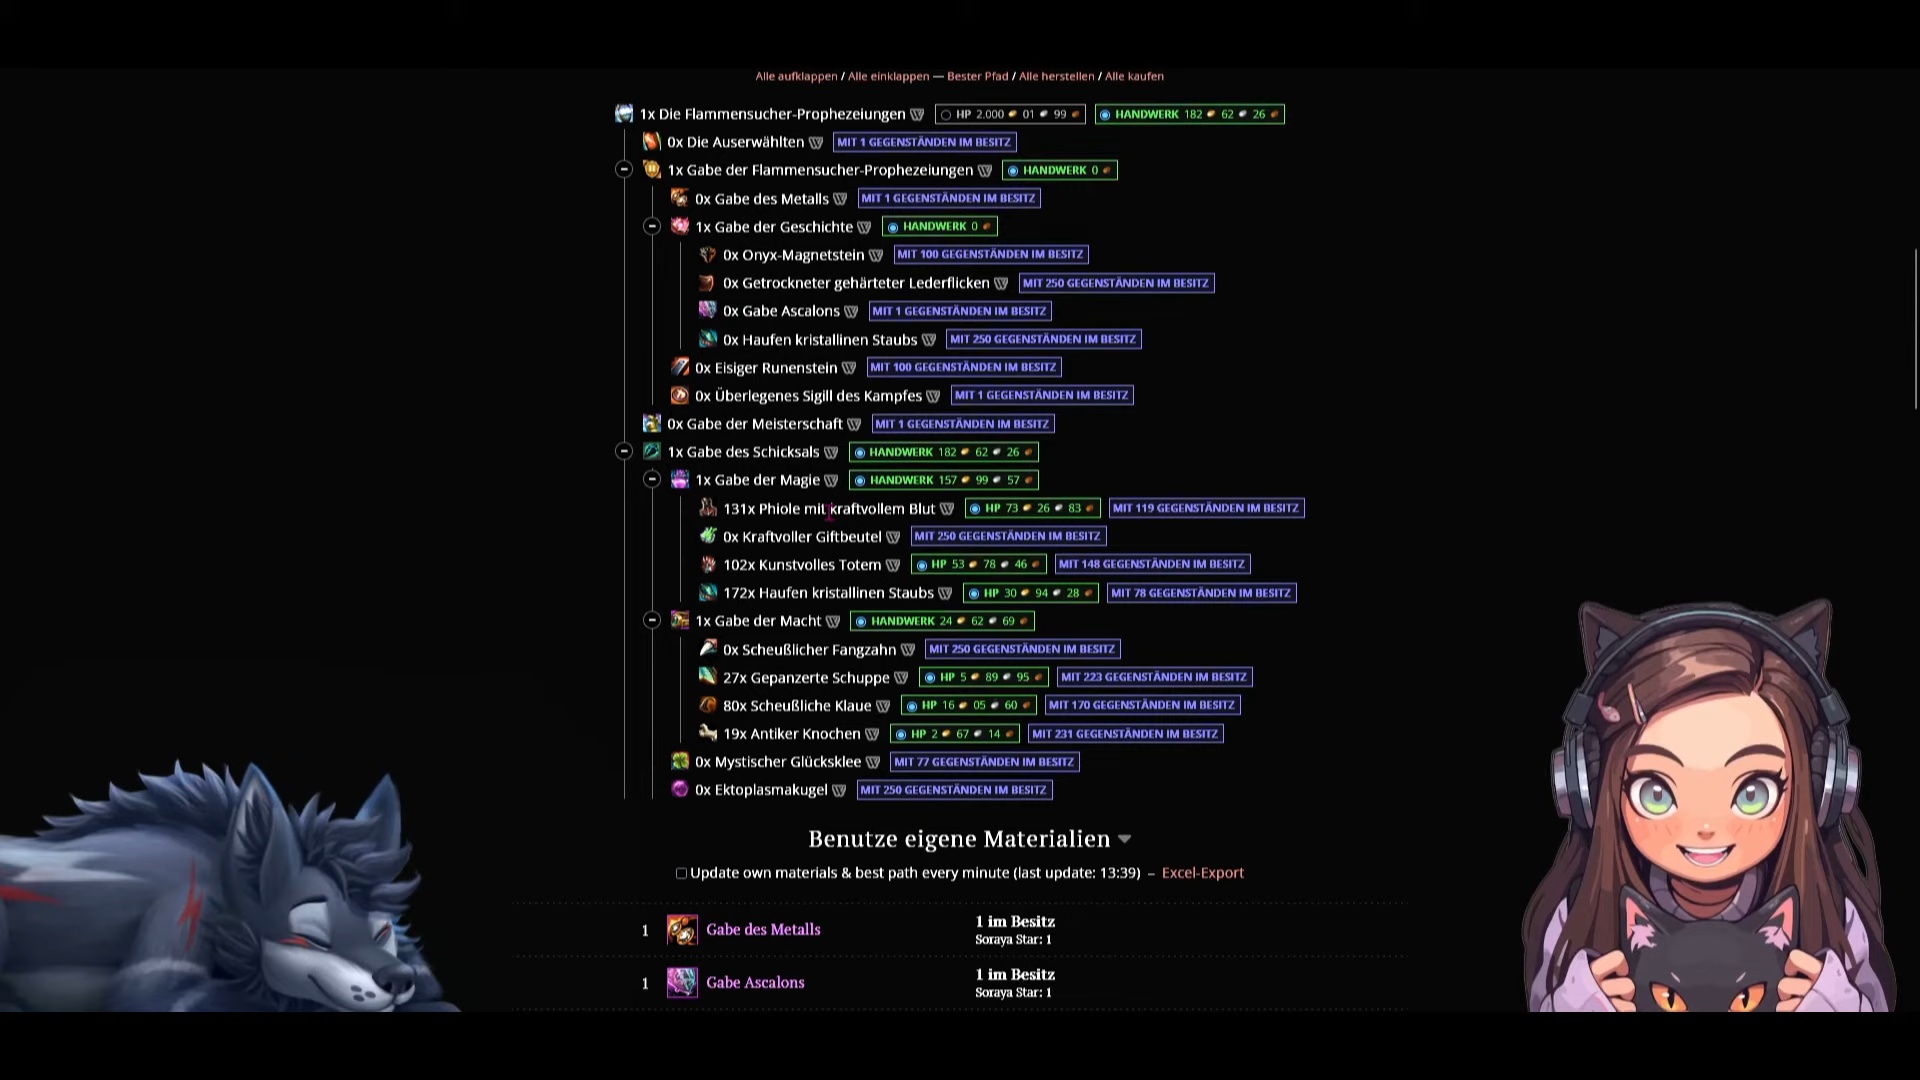 Alle aufklappen / Alle einklappen — Bester Pfad / Alle herstellen / Alle kaufen
1x Die Flammensucher-Prophezeiungen HP 2.000 01 99 HANDWERK 182 62 26
0x Die Auserwählten MIT 1 GEGENSTÄNDEN IM BESITZ
1x Gabe der Flammensucher-Prophezeiungen HANDWERK 0
0x Gabe des Metalls MIT 1 GEGENSTÄNDEN IM BESITZ
1x Gabe der Geschichte HANDWERK 0
0x Onyx-Magnetstein MIT 100 GEGENSTÄNDEN IM BESITZ
0x Getrockneter gehärteter Lederflicken MIT 250 GEGENSTÄNDEN IM BESITZ
0x Gabe Ascalons MIT 1 GEGENSTÄNDEN IM BESITZ
0x Haufen kristallinen Staubs MIT 250 GEGENSTÄNDEN IM BESITZ
0x Eisiger Runenstein MIT 100 GEGENSTÄNDEN IM BESITZ
0x Überlegenes Sigill des Kampfes MIT 1 GEGENSTÄNDEN IM BESITZ
0x Gabe der Meisterschaft MIT 1 GEGENSTÄNDEN IM BESITZ
1x Gabe des Schicksals HANDWERK 182 62 26
1x Gabe der Magie HANDWERK 157 99 57
131x Phiole mit kraftvollem Blut HP 73 26 83 MIT 119 GEGENSTÄNDEN IM BESITZ
0x Kraftvoller Giftbeutel MIT 250 GEGENSTÄNDEN IM BESITZ
102x Kunstvolles Totem HP 53 78 46 MIT 148 GEGENSTÄNDEN IM BESITZ
172x Haufen kristallinen Staubs HP 30 94 28 MIT 78 GEGENSTÄNDEN IM BESITZ
1x Gabe der Macht HANDWERK 24 62 69
0x Scheußlicher Fangzahn MIT 250 GEGENSTÄNDEN IM BESITZ
27x Gepanzerte Schuppe HP 5 89 95 MIT 223 GEGENSTÄNDEN IM BESITZ
80x Scheußliche Klaue HP 16 05 60 MIT 170 GEGENSTÄNDEN IM BESITZ
19x Antiker Knochen HP 2 67 14 MIT 231 GEGENSTÄNDEN IM BESITZ
0x Mystischer Glücksklee MIT 77 GEGENSTÄNDEN IM BESITZ
0x Ektoplasmakugel MIT 250 GEGENSTÄNDEN IM BESITZ
Benutze eigene Materialien
Update own materials & best path every minute (last update: 13:39) – Excel-Export
1 Gabe des Metalls 1 im Besitz
Soraya Star: 1
1 Gabe Ascalons 1 im Besitz
Soraya Star: 1